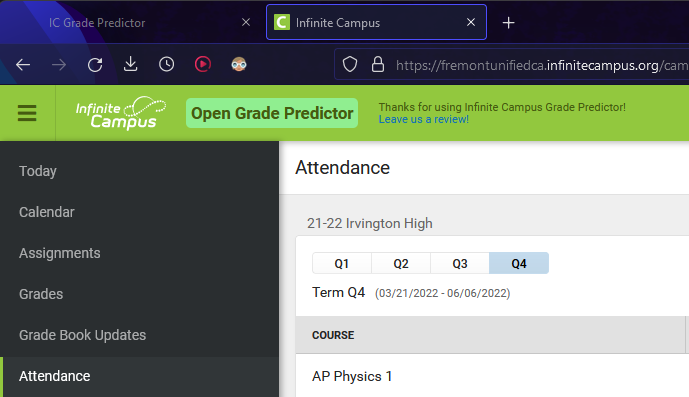 IC Grade Predictor
Infinite Campus
https://fremontunifiedca.infinitecampus.org/cam
Infinite
Campus
Open Grade Predictor
Thanks for using Infinite Campus Grade Predictor!
Leave us a review!
Today
Calendar
Assignments
Grades
Grade Book Updates
Attendance
Attendance
21-22 Irvington High
Q1 Q2 Q3 Q4
Term Q4 (03/21/2022 - 06/06/2022)
COURSE
AP Physics 1